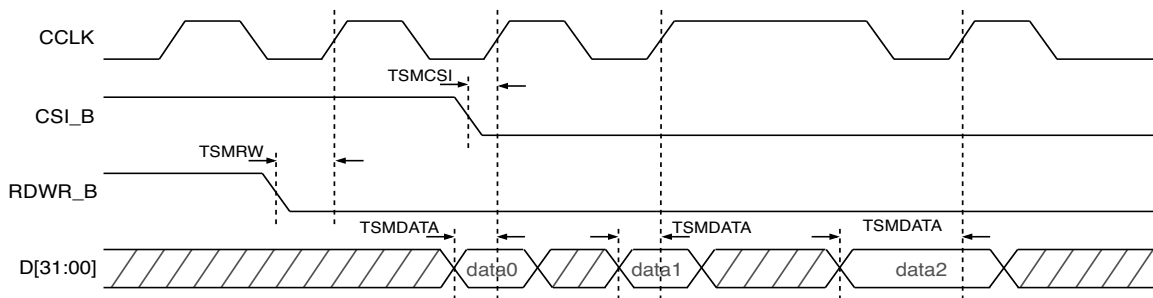 CCLK
TSMCSI
CSI_B
TSMRW
RDWR_B
TSMDATA TSMDATA TSMDATA
D[31:00] data0 data1 data2